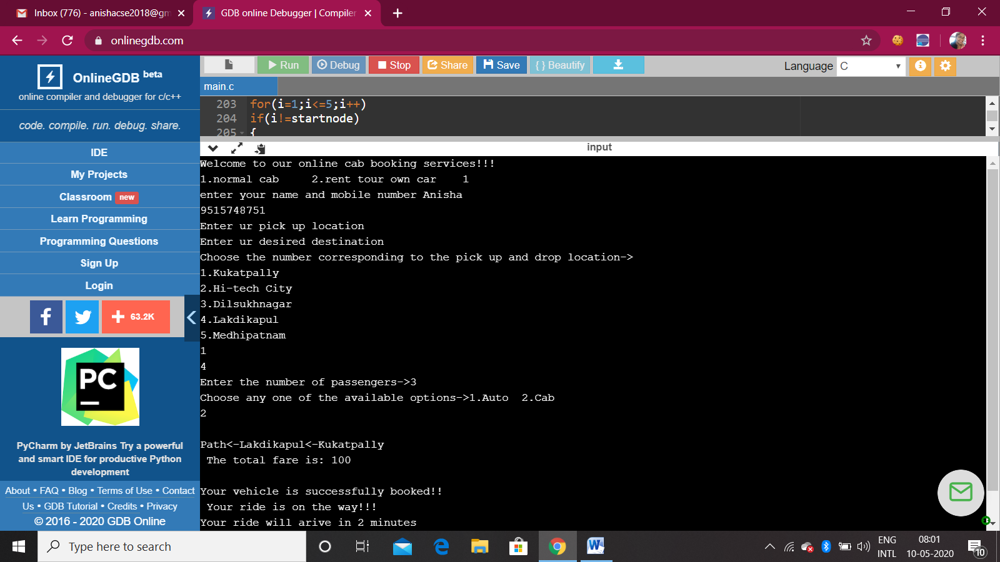 Inbox (776) - anishacse2018@gm
GDB online Debugger | Compiler
onlinegdb.com
OnlineGDB beta
online compiler and debugger for c/c++
code. compile. run. debug. share.
IDE
My Projects
Classroom new
Learn Programming
Programming Questions
Sign Up
Login
63.2K
PC
PyCharm by JetBrains Try a powerful
and smart IDE for productive Python
development
About • FAQ • Blog • Terms of Use • Contact
Us • GDB Tutorial • Credits • Privacy
© 2016 - 2020 GDB Online
Run Debug Stop Share Save { } Beautify Language C
main.c
203 for(i=1;i<=5;i++)
204 if(i!=startnode)
205 {
input
Welcome to our online cab booking services!!!
1.normal cab     2.rent tour own car    1
enter your name and mobile number Anisha
9515748751
Enter ur pick up location
Enter ur desired destination
Choose the number corresponding to the pick up and drop location->
1.Kukatpally
2.Hi-tech City
3.Dilsukhnagar
4.Lakdikapul
5.Medhipatnam
1
4
Enter the number of passengers->3
Choose any one of the available options->1.Auto  2.Cab
2
Path<-Lakdikapul<-Kukatpally
The total fare is: 100
Your vehicle is successfully booked!!
Your ride is on the way!!!
Your ride will arive in 2 minutes
Type here to search
ENG
INTL
08:01
10-05-2020
10